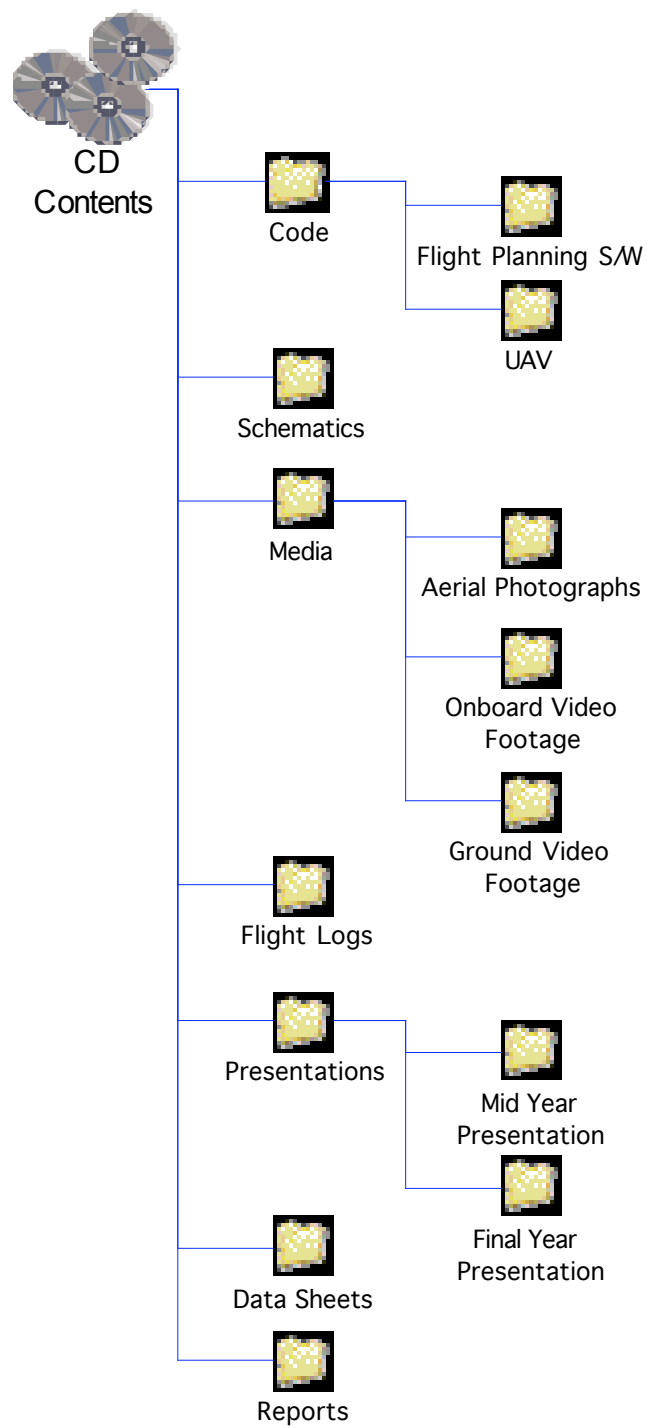 CD
Contents
Code
Flight Planning S/W
UAV
Schematics
Media
Aerial Photographs
Onboard Video
Footage
Ground Video
Footage
Flight Logs
Presentations
Mid Year
Presentation
Final Year
Presentation
Data Sheets
Reports